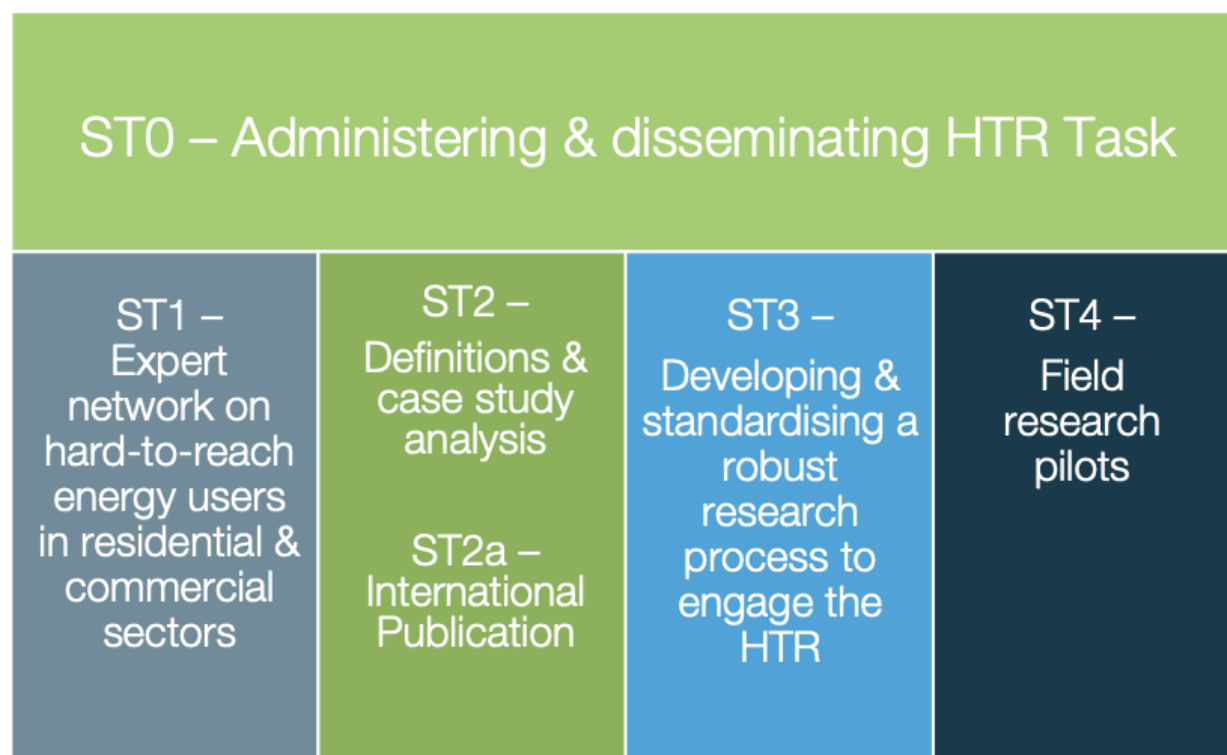 ST0 – Administering & disseminating HTR Task
ST1 –
Expert
network on
hard-to-reach
energy users
in residential &
commercial
sectors
ST2 –
Definitions &
case study
analysis
ST2a –
International
Publication
ST3 –
Developing &
standardising a
robust
research
process to
engage the
HTR
ST4 –
Field
research
pilots